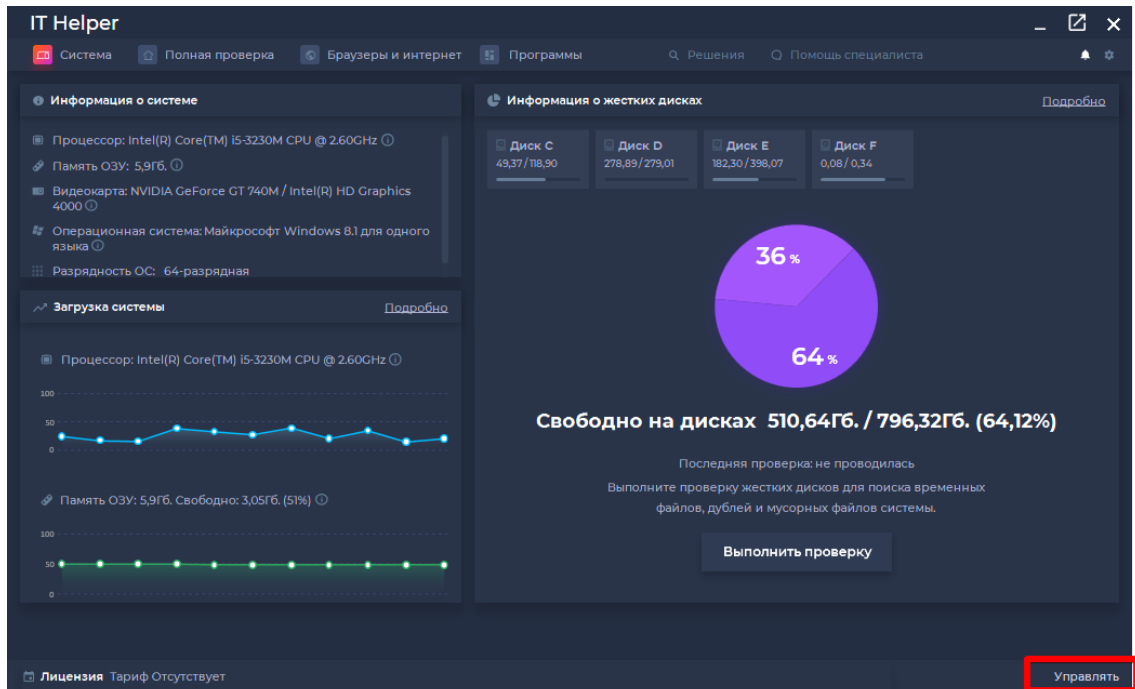 IT Helper
Система
Полная проверка
Браузеры и интернет
Программы
Решения
Помощь специалиста
Информация о системе
Процессор: Intel(R) Core(TM) i5-3230M CPU @ 2.60GHz
Память ОЗУ: 5,9Гб.
Видеокарта: NVIDIA GeForce GT 740M / Intel(R) HD Graphics
4000
Операционная система: Майкрософт Windows 8.1 для одного
языка
Разрядность ОС: 64-разрядная
Загрузка системы
Подробно
Процессор: Intel(R) Core(TM) i5-3230M CPU @ 2.60GHz
100
50
0
Память ОЗУ: 5,9Гб. Свободно: 3,05Гб. (51%)
100
50
0
Информация о жестких дисках
Подробно
Диск C
49,37/118,90
Диск D
278,89/279,01
Диск E
182,30/398,07
Диск F
0,08/0,34
36 %
64 %
Свободно на дисках 510,64Гб. / 796,32Гб. (64,12%)
Последняя проверка: не проводилась
Выполните проверку жестких дисков для поиска временных
файлов, дублей и мусорных файлов системы.
Выполнить проверку
Лицензия Тариф Отсутствует
Управлять